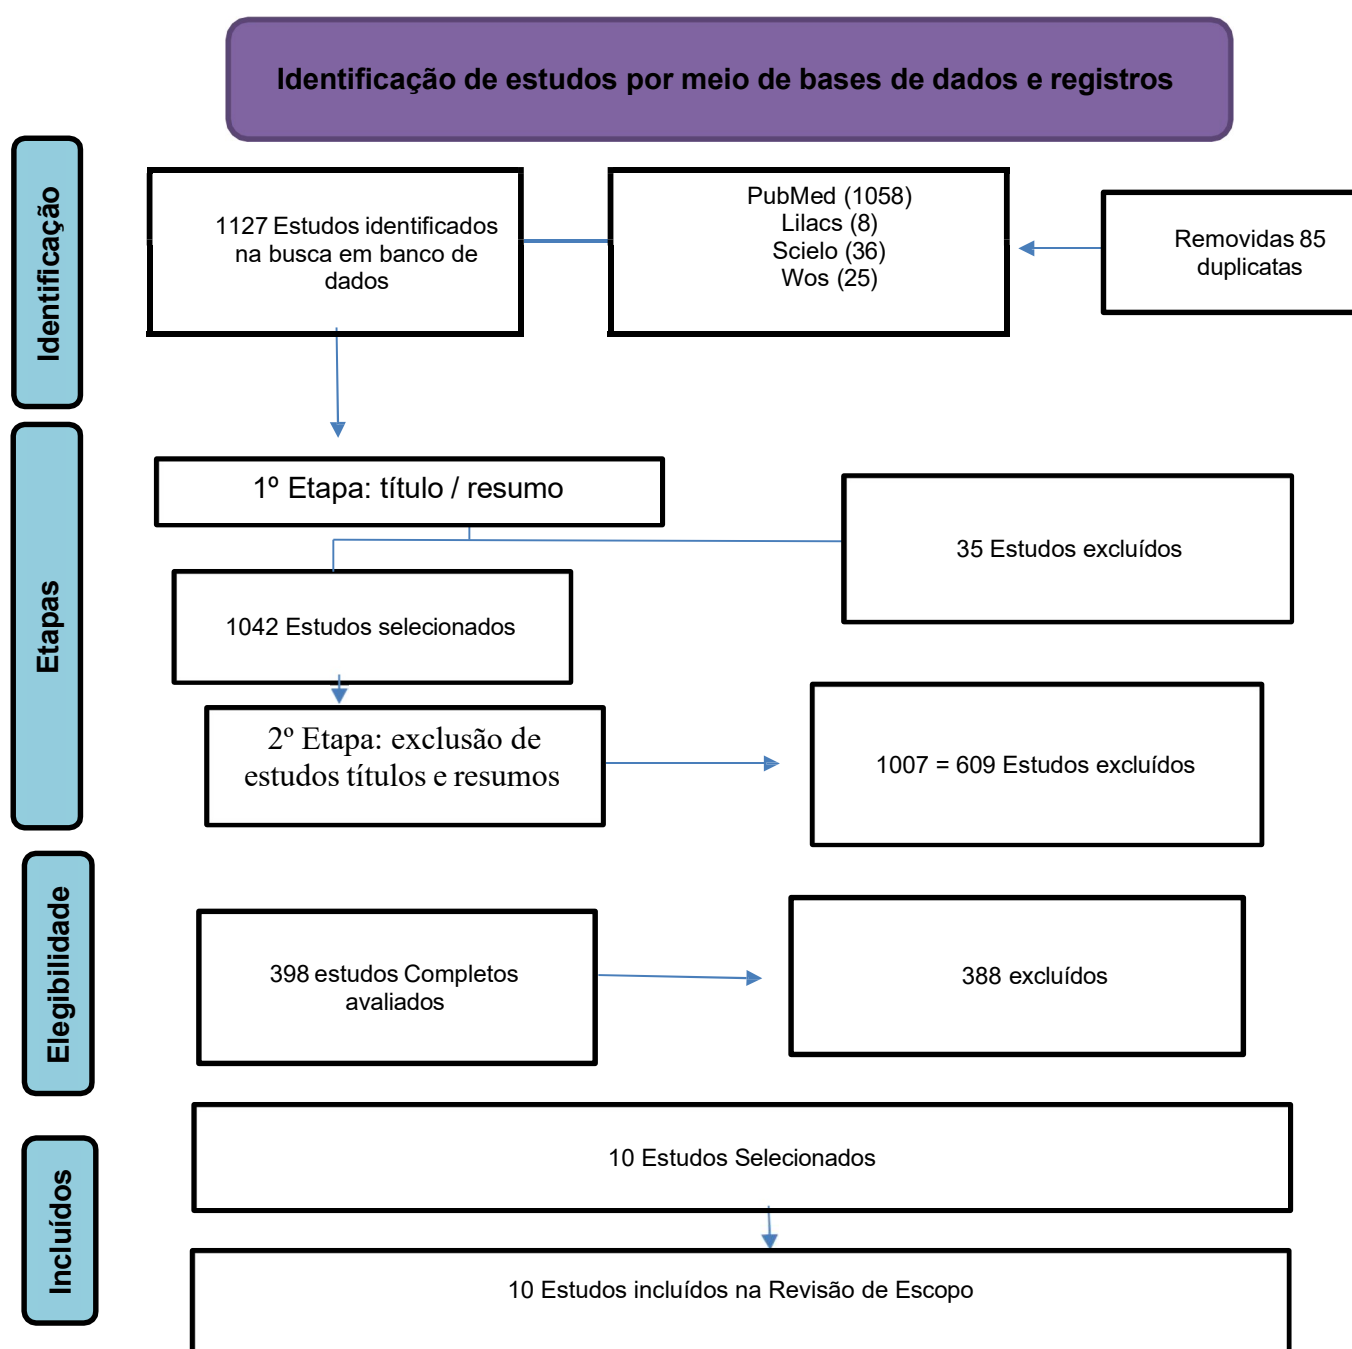 Identificação de estudos por meio de bases de dados e registros
Identificação
1127 Estudos identificados
na busca em banco de
dados
PubMed (1058)
Lilacs (8)
Scielo (36)
Wos (25)
Removidas 85
duplicatas
Etapas
1º Etapa: título / resumo
35 Estudos excluídos
1042 Estudos selecionados
2º Etapa: exclusão de
estudos títulos e resumos
1007 = 609 Estudos excluídos
Elegibilidade
398 estudos Completos
avaliados
388 excluídos
Incluídos
10 Estudos Selecionados
10 Estudos incluídos na Revisão de Escopo